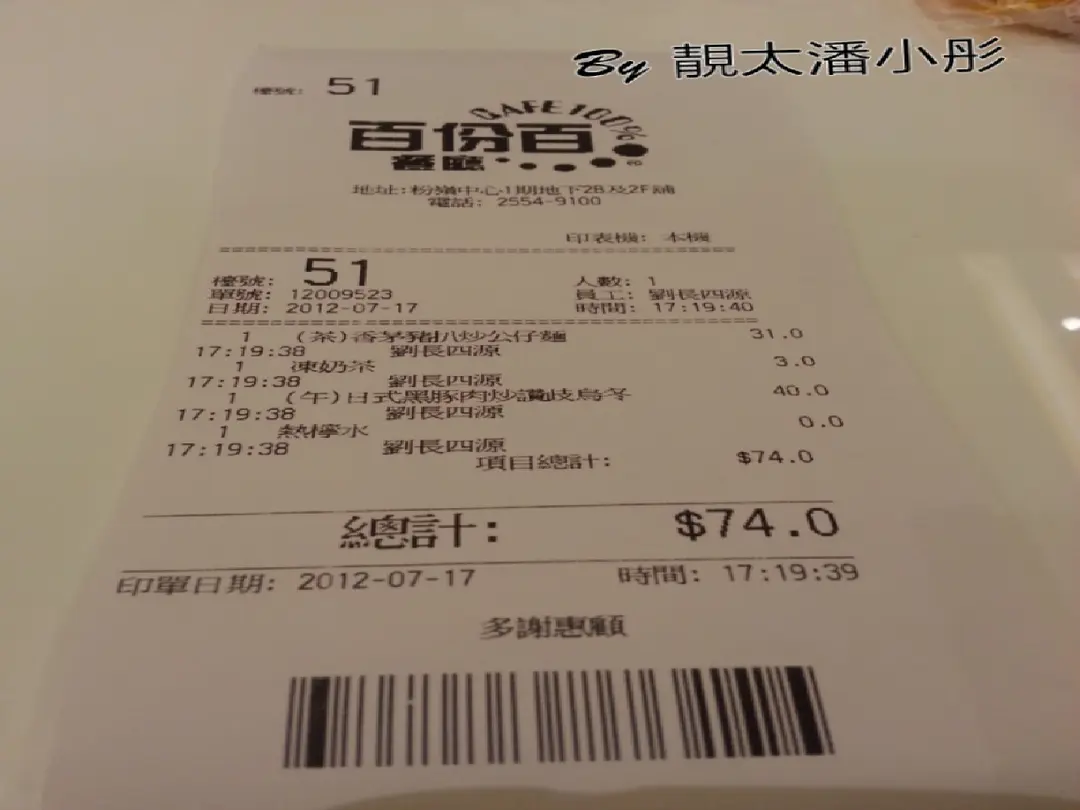 By 靚太潘小彤
檯號: 51
CAFE 100%
百份百
餐廳
地址:粉嶺中心1期地下2B及2F舖
電話: 2554-9100
印表機: 本機
檯號: 51 人數: 1
單號: 12009523 員工: 劉長四源
日期: 2012-07-17 時間: 17:19:40
1 (茶)香茅豬扒炒公仔麵 31.0
17:19:38 劉長四源
1 凍奶茶 3.0
17:19:38 劉長四源
1 (午)日式黑豚肉炒讚歧烏冬 40.0
17:19:38 劉長四源
1 熱檸水 0.0
17:19:38 劉長四源
項目總計: $74.0
總計: $74.0
印單日期: 2012-07-17 時間: 17:19:39
多謝惠顧